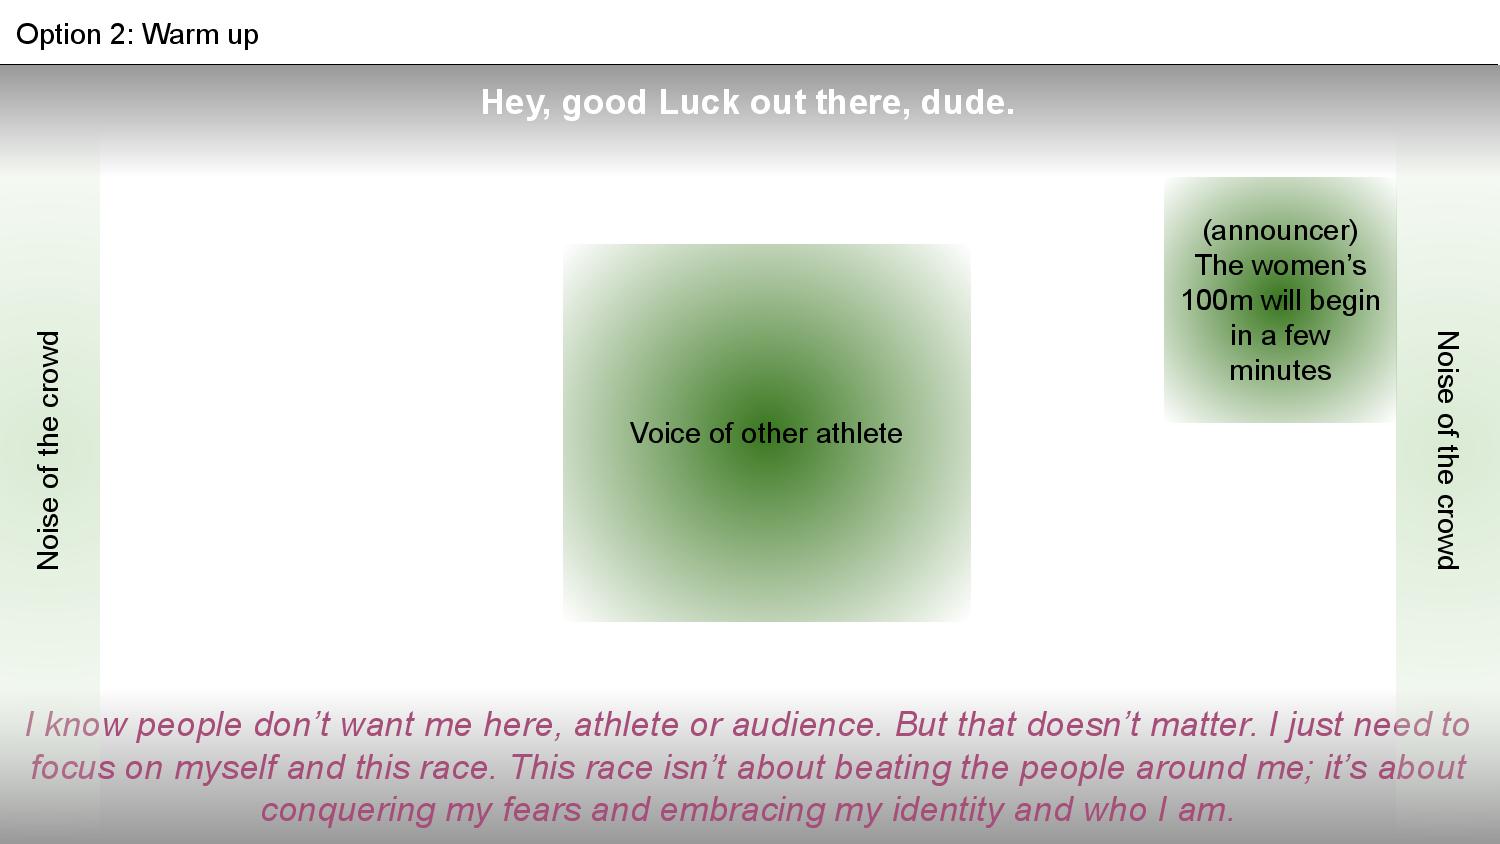 Option 2: Warm up
Hey, good Luck out there, dude.
(announcer)
The women’s
100m will begin
in a few
minutes
Noise of the crowd
Voice of other athlete
Noise of the crowd
I know people don’t want me here, athlete or audience. But that doesn’t matter. I just need to
focus on myself and this race. This race isn’t about beating the people around me; it’s about
conquering my fears and embracing my identity and who I am.